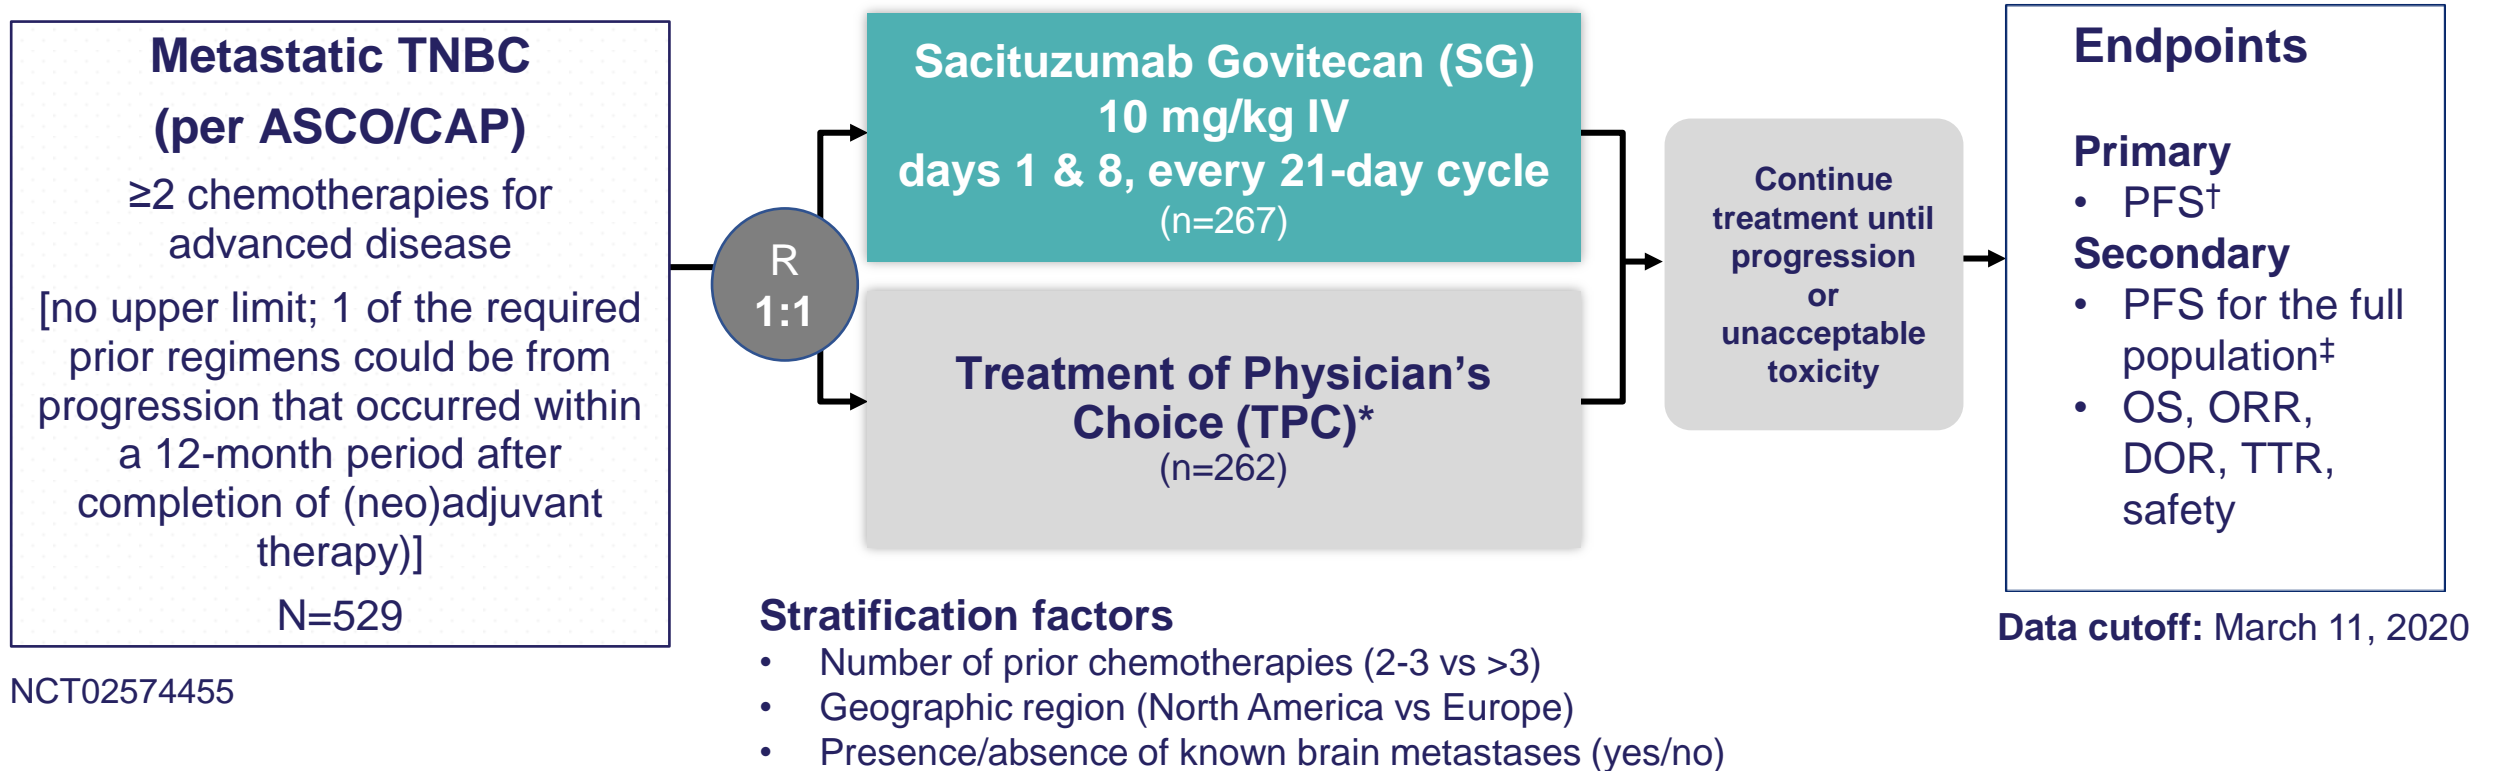 Metastatic TNBC
(per ASCO/CAP)
≥2 chemotherapies for
advanced disease
[no upper limit; 1 of the required
prior regimens could be from
progression that occurred within
a 12-month period after
completion of (neo)adjuvant
therapy)]
N=529
NCT02574455
R
1:1
Sacituzumab Govitecan (SG)
10 mg/kg IV
days 1 & 8, every 21-day cycle
(n=267)
Treatment of Physician’s
Choice (TPC)*
(n=262)
Continue
treatment until
progression
or
unacceptable
toxicity
Endpoints
Primary
• PFS†
Secondary
• PFS for the full
population‡
• OS, ORR,
DOR, TTR,
safety
Data cutoff: March 11, 2020
Stratification factors
• Number of prior chemotherapies (2-3 vs >3)
• Geographic region (North America vs Europe)
• Presence/absence of known brain metastases (yes/no)